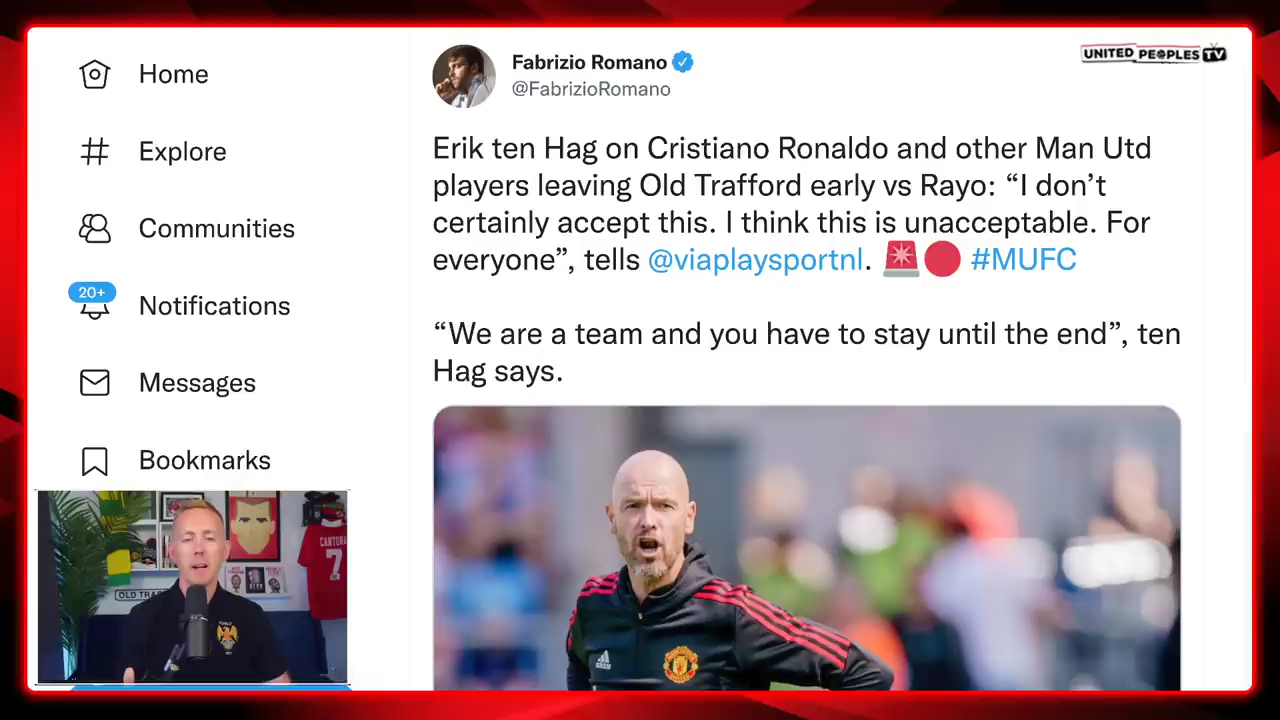 Home
Explore
Communities
20+
Notifications
Messages
Bookmarks
Fabrizio Romano
@FabrizioRomano
UNITED PEOPLES TV
Erik ten Hag on Cristiano Ronaldo and other Man Utd
players leaving Old Trafford early vs Rayo: “I don’t
certainly accept this. I think this is unacceptable. For
everyone”, tells @viaplaysportnl. 🚨🔴 #MUFC
“We are a team and you have to stay until the end”, ten
Hag says.
CANTONA
7
OLD TRA